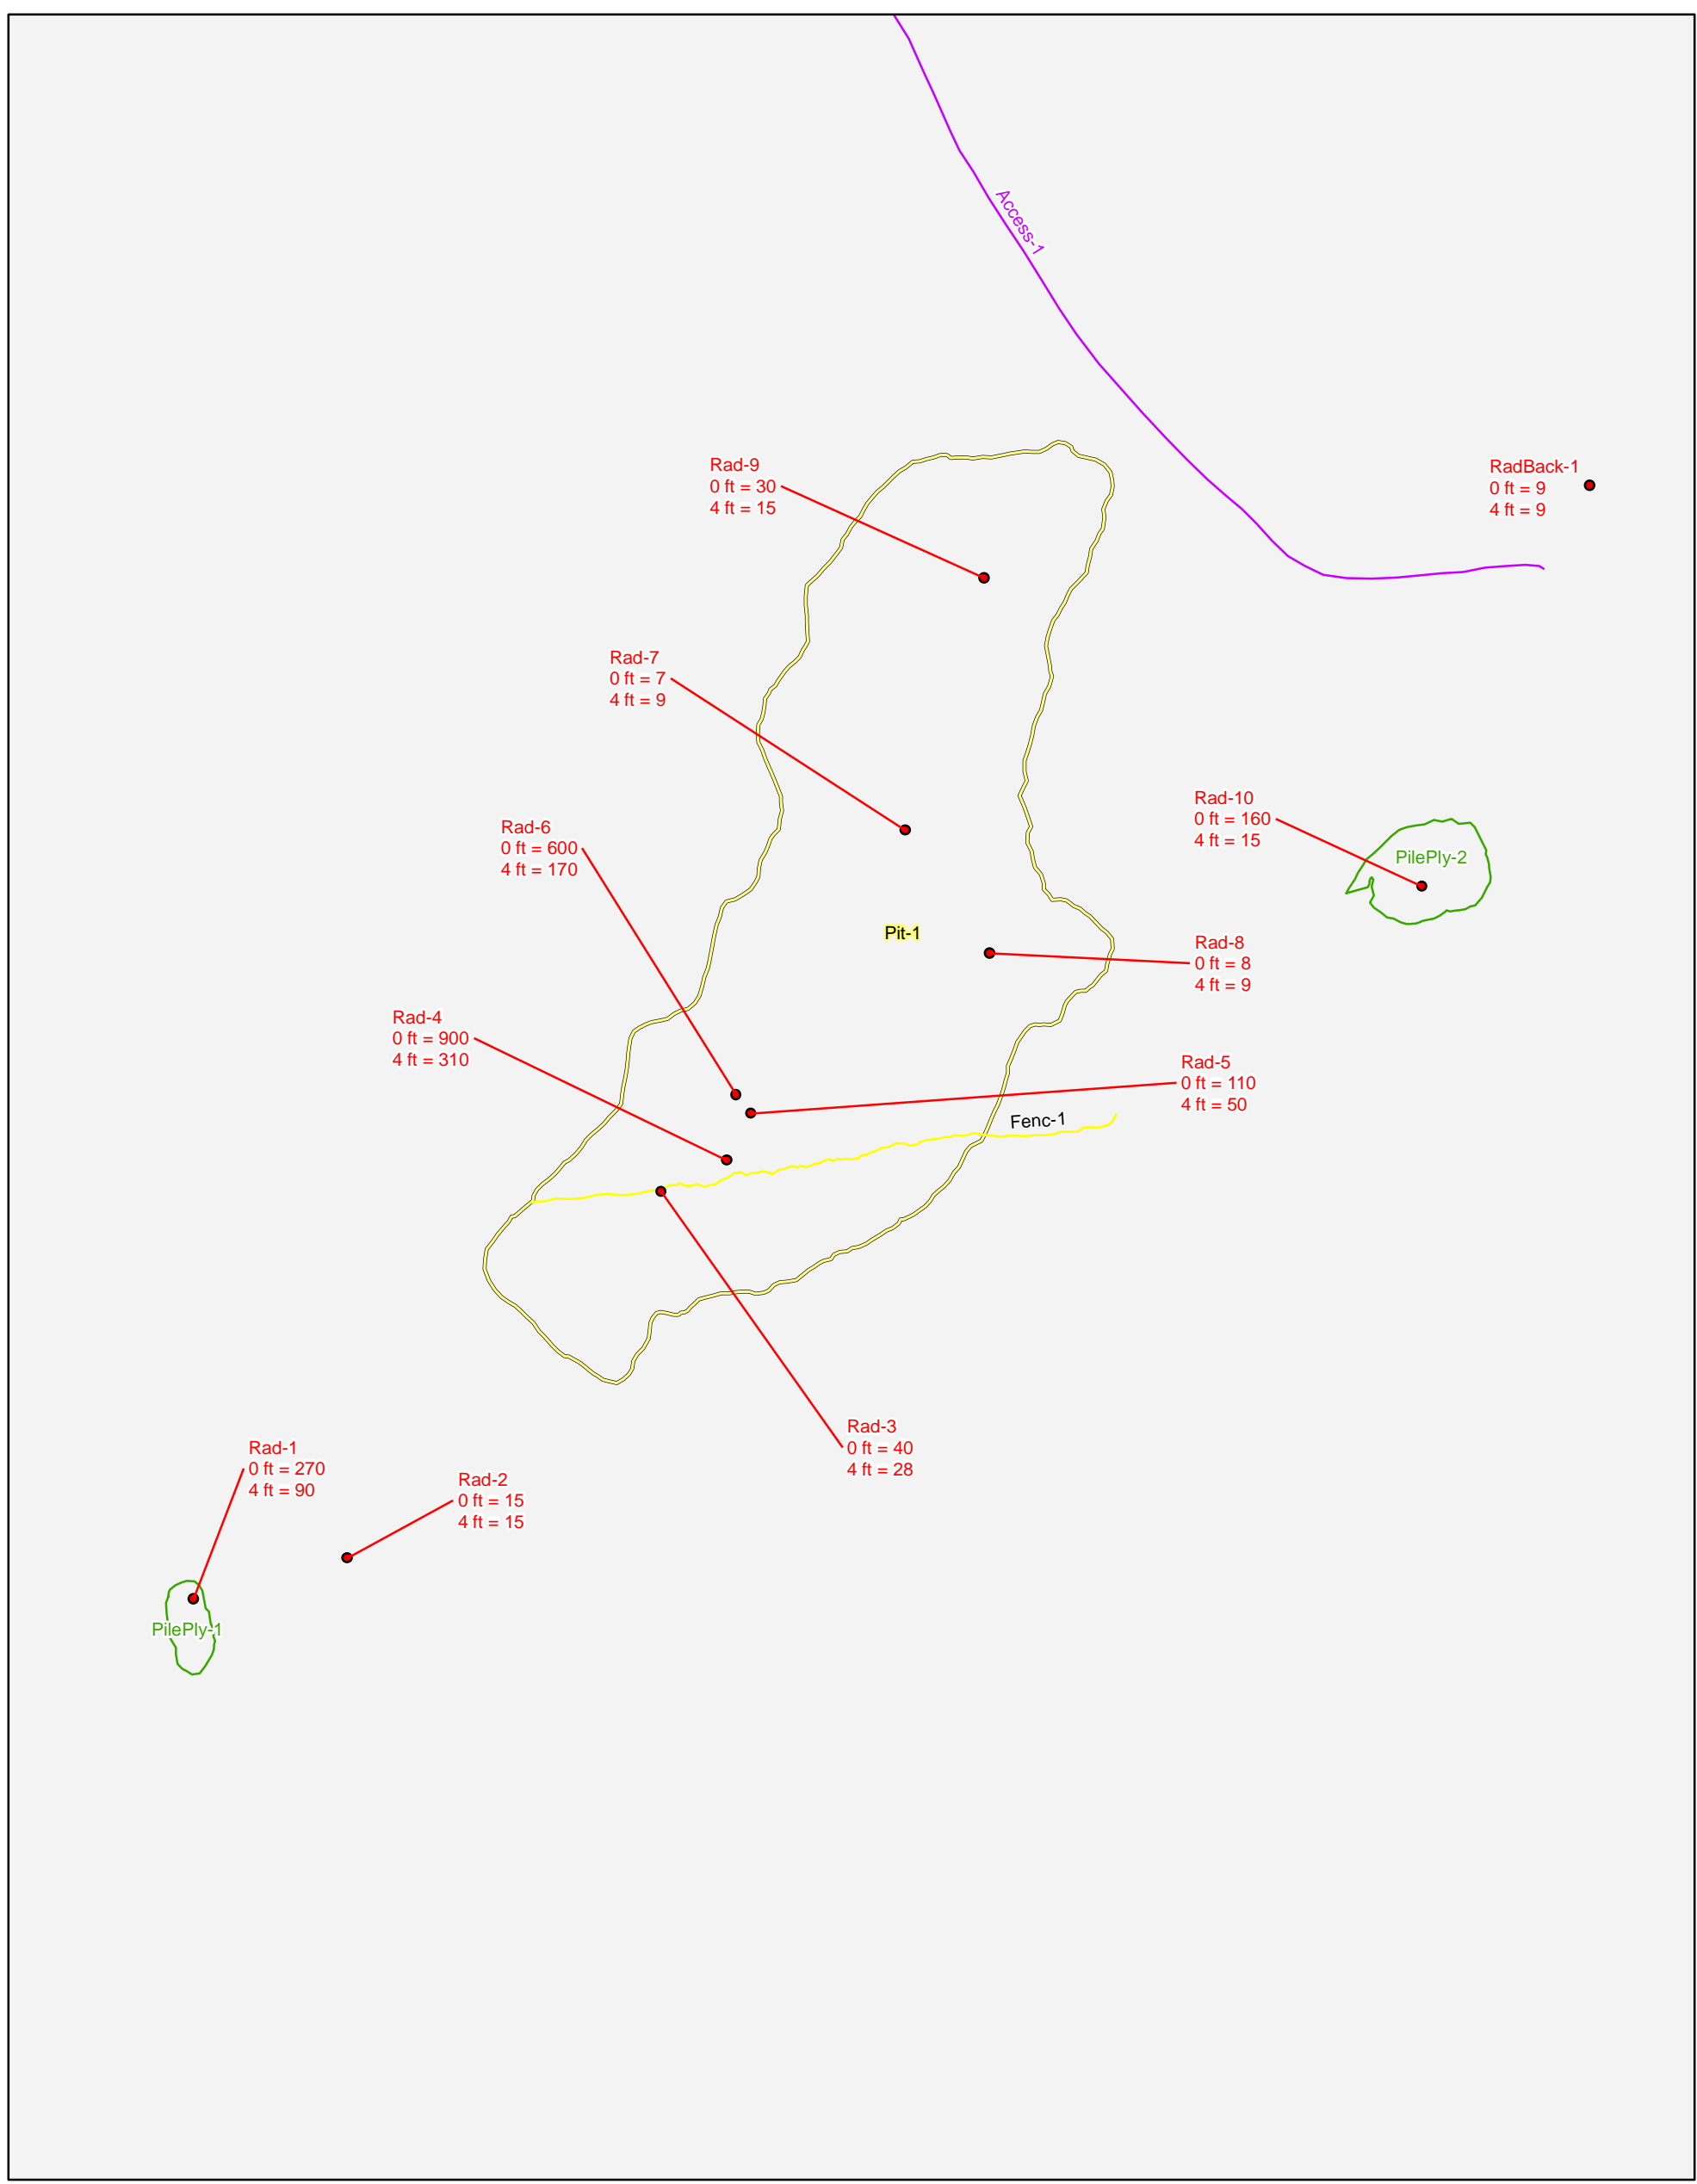 Access-1
Rad-9
0 ft = 30
4 ft = 15
RadBack-1
0 ft = 9
4 ft = 9
Rad-7
0 ft = 7
4 ft = 9
Rad-10
0 ft = 160
4 ft = 15
PilePly-2
Rad-6
0 ft = 600
4 ft = 170
Pit-1
Rad-8
0 ft = 8
4 ft = 9
Rad-4
0 ft = 900
4 ft = 310
Rad-5
0 ft = 110
4 ft = 50
Fenc-1
Rad-3
0 ft = 40
4 ft = 28
Rad-1
0 ft = 270
4 ft = 90
Rad-2
0 ft = 15
4 ft = 15
PilePly-1